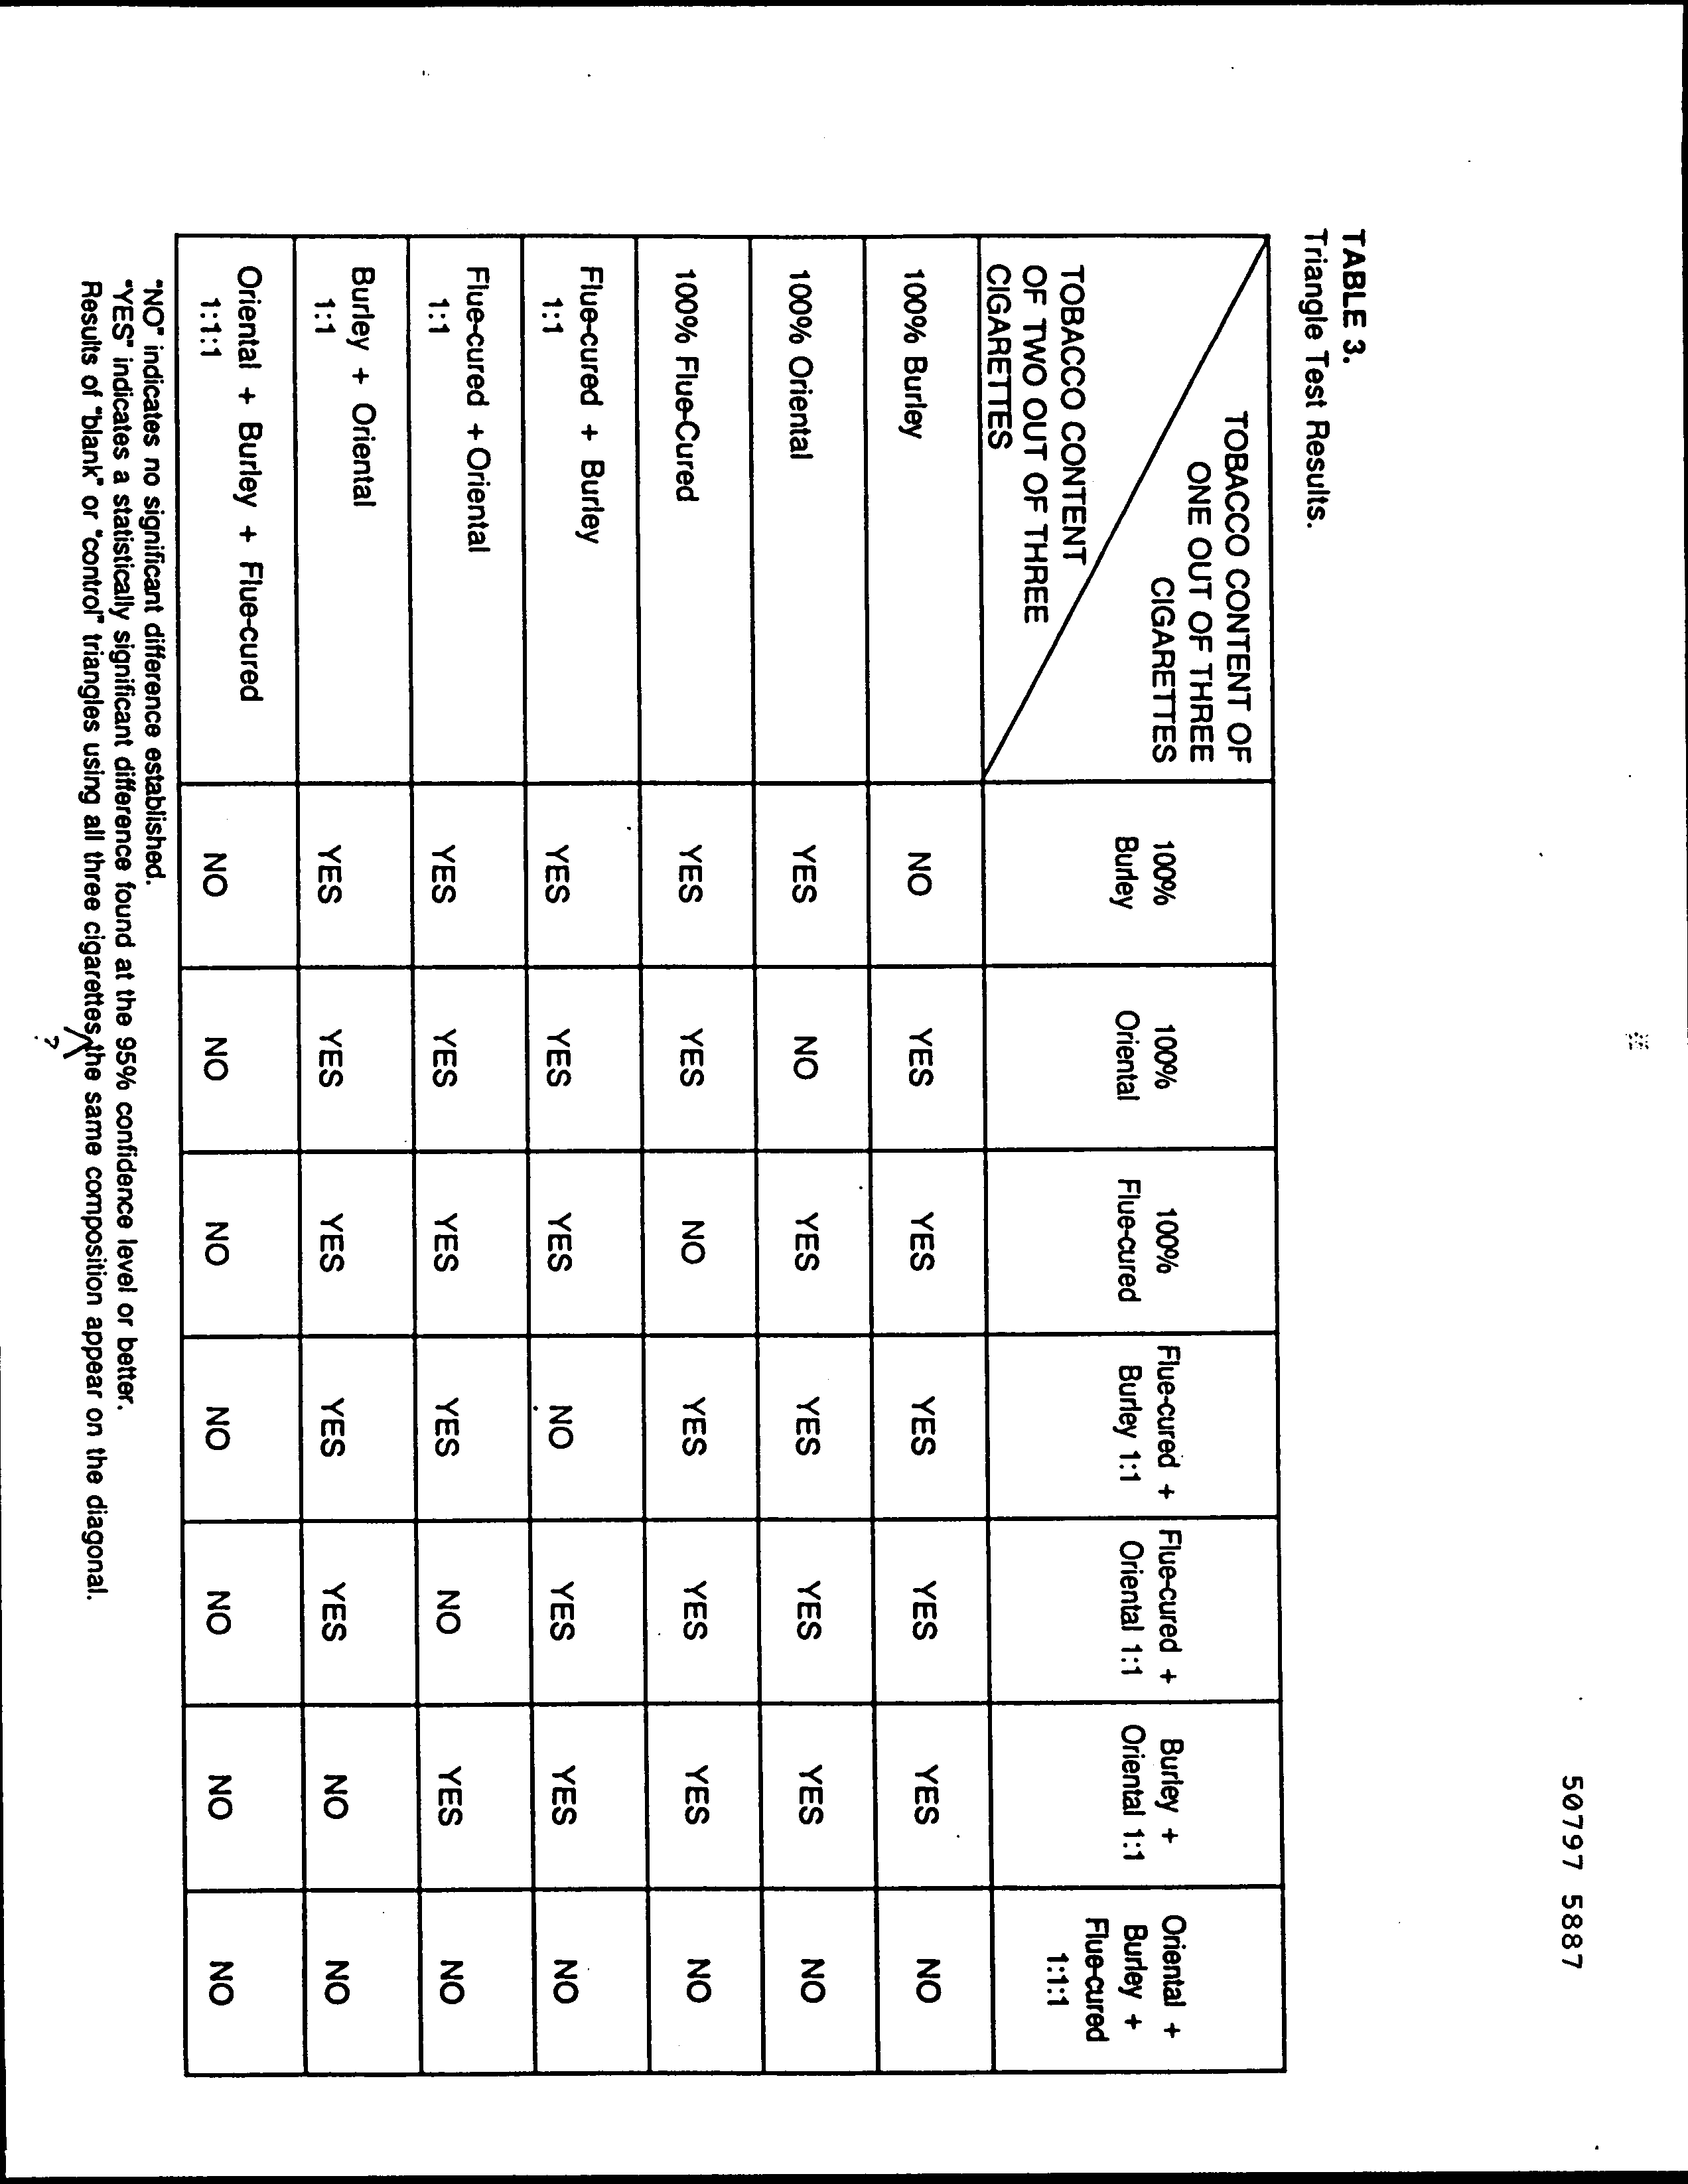 50797 5887
TABLE 3.
Triangle Test Results.
TOBACCO CONTENT OF
ONE OUT OF THREE
CIGARETTES
TOBACCO CONTENT
OF TWO OUT OF THREE
CIGARETTES
100%
Burley
100%
Oriental
100%
Flue-cured
Flue-cured +
Burley 1:1
Flue-cured +
Oriental 1:1
Burley +
Oriental 1:1
Oriental +
Burley +
Flue-cured
1:1:1
100% Burley NO YES YES YES YES YES NO
100% Oriental YES NO YES YES YES YES NO
100% Flue-Cured YES YES NO YES YES YES NO
Flue-cured + Burley
1:1 YES YES YES NO YES YES NO
Flue-cured + Oriental
1:1 YES YES YES YES NO YES NO
Burley + Oriental
1:1 YES YES YES YES YES NO NO
Oriental + Burley + Flue-cured
1:1:1 NO NO NO NO NO NO NO
"NO" indicates no significant difference established.
"YES" indicates a statistically significant difference found at the 95% confidence level or better.
Results of "blank" or "control" triangles using all three cigarettes the same composition appear on the diagonal.
?